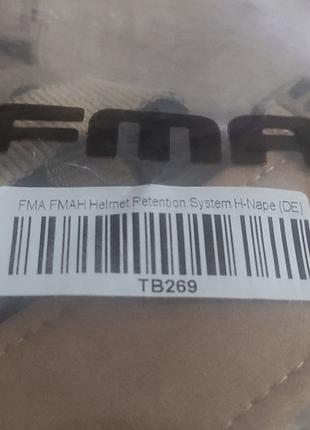 FMA
FMA FMAH Helmet Retention System H-Nape (DE)
TB269